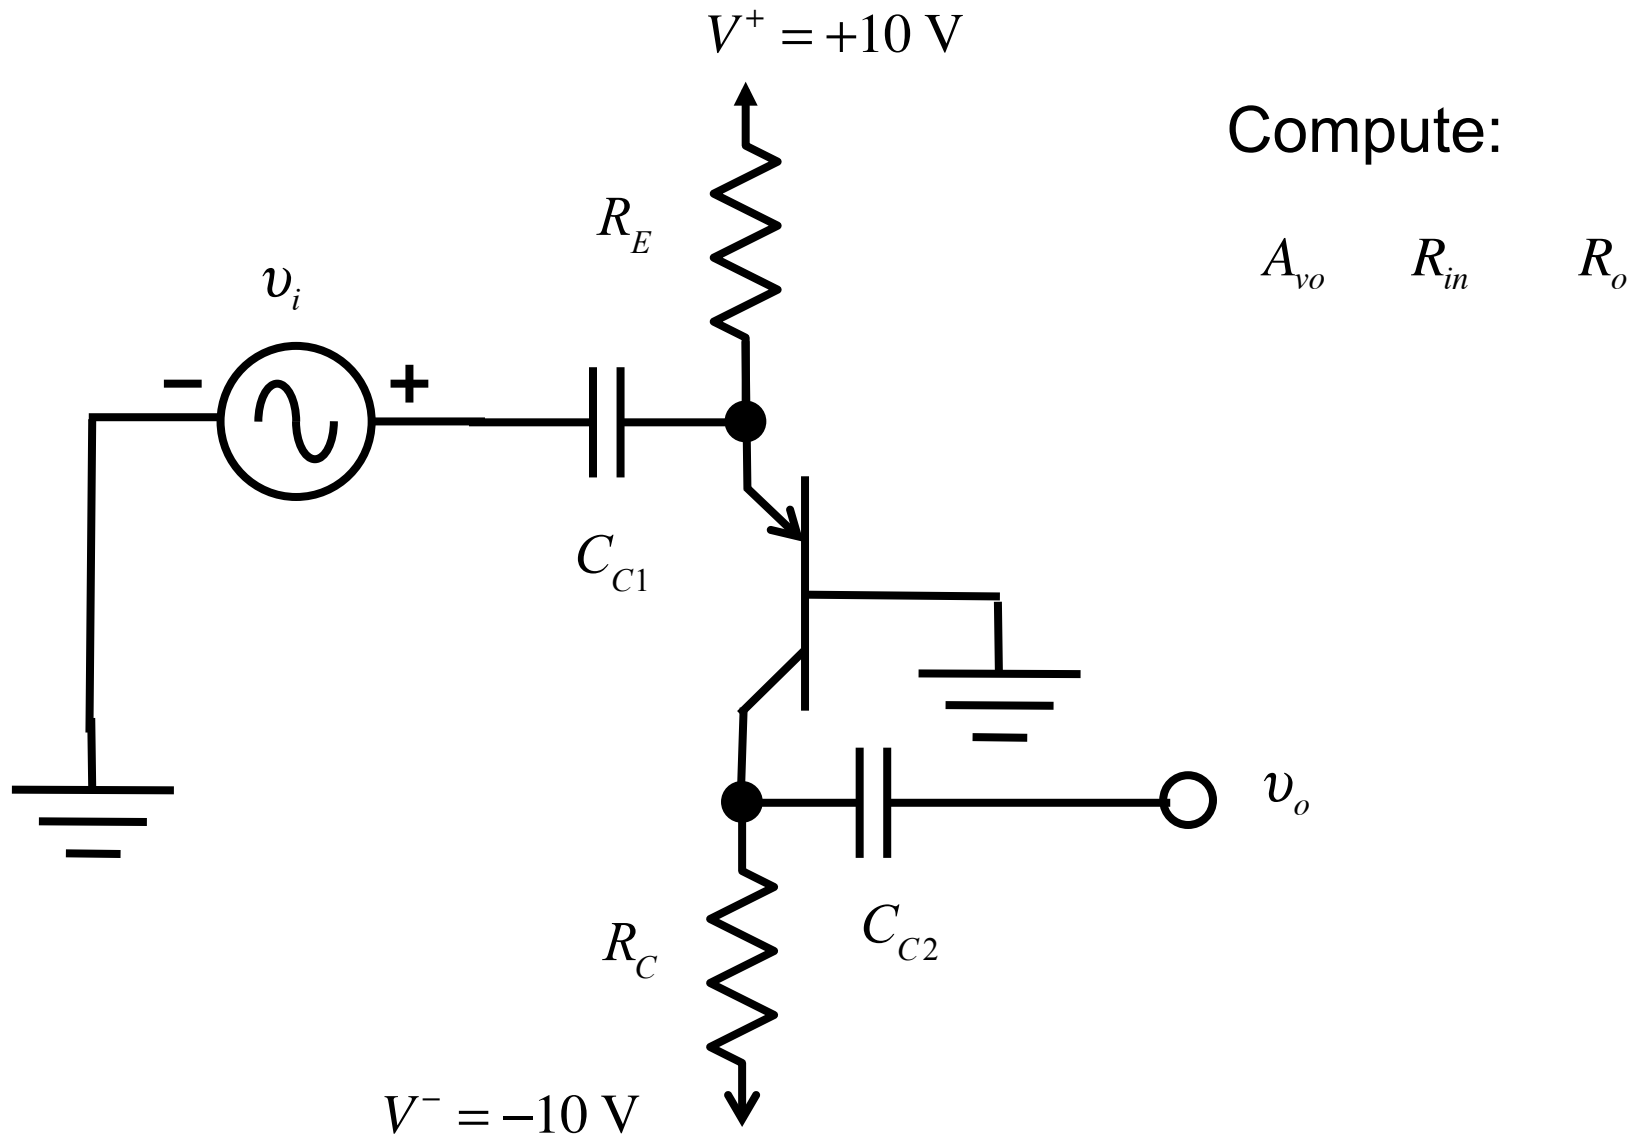 V⁺ = +10 V
Compute:
R_E
A_vo R_in R_o
υ_i
− +
C_C1
υ_o
R_C
C_C2
V⁻ = −10 V